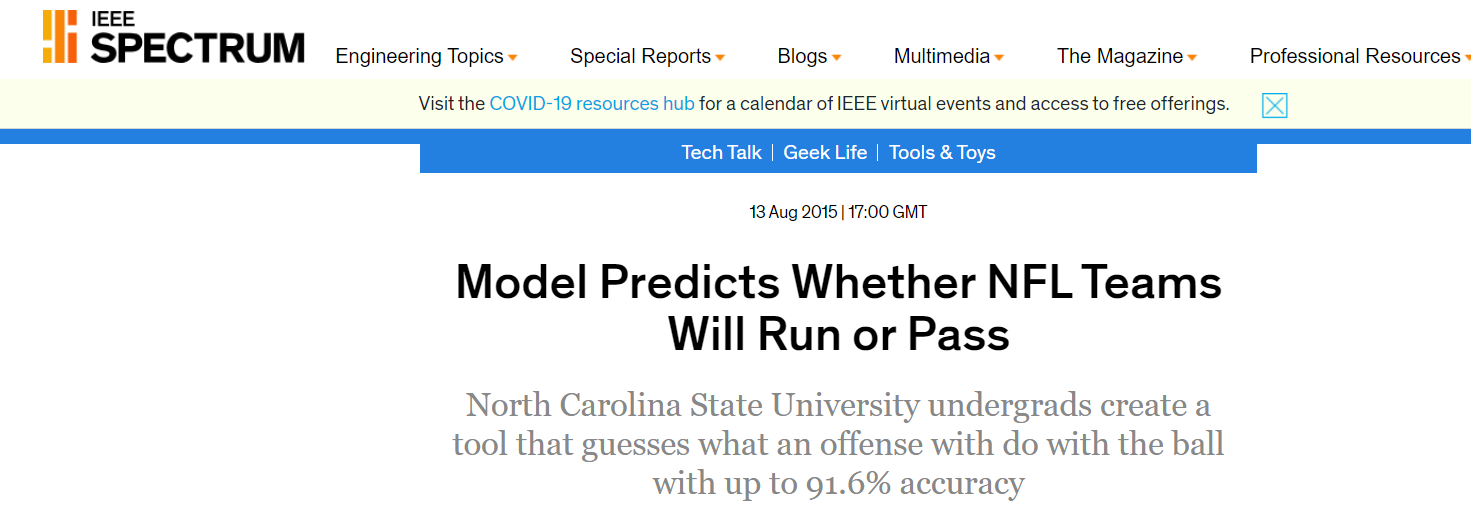 IEEE
SPECTRUM
Engineering Topics Special Reports Blogs Multimedia The Magazine Professional Resources
Visit the COVID-19 resources hub for a calendar of IEEE virtual events and access to free offerings.
Tech Talk | Geek Life | Tools & Toys
13 Aug 2015 | 17:00 GMT
Model Predicts Whether NFL Teams
Will Run or Pass
North Carolina State University undergrads create a
tool that guesses what an offense with do with the ball
with up to 91.6% accuracy